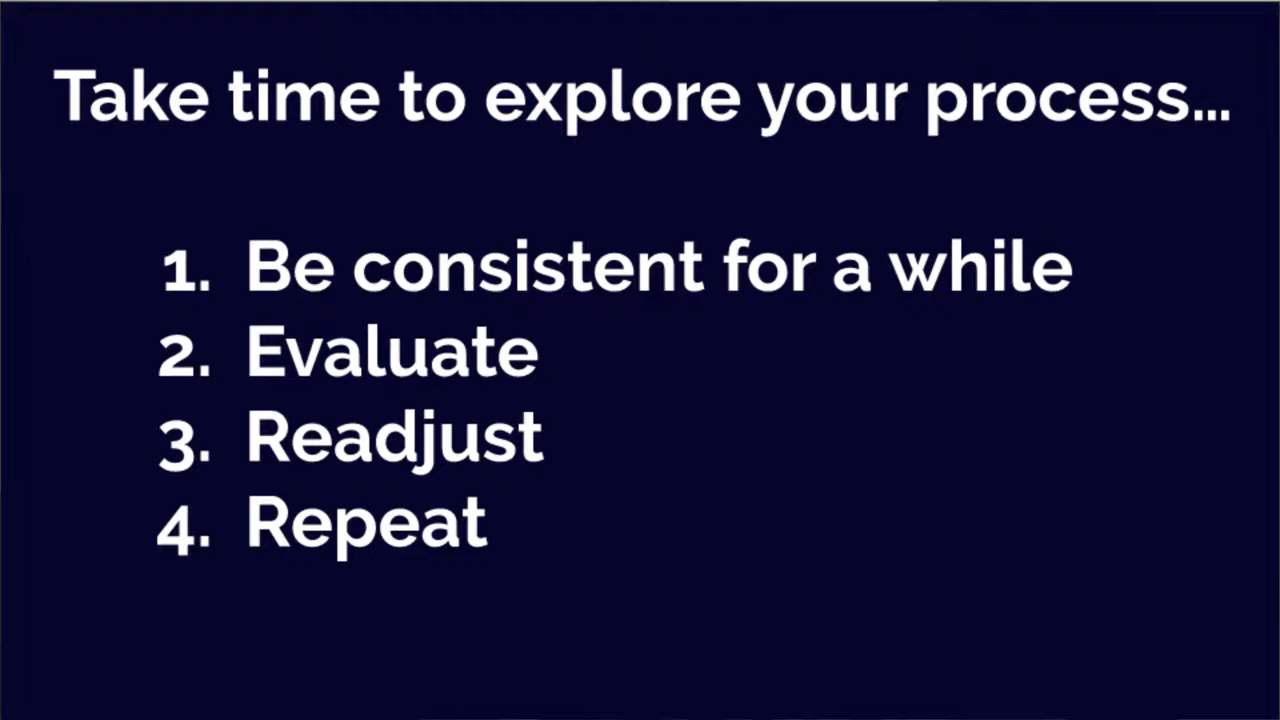 Take time to explore your process...
1. Be consistent for a while
2. Evaluate
3. Readjust
4. Repeat